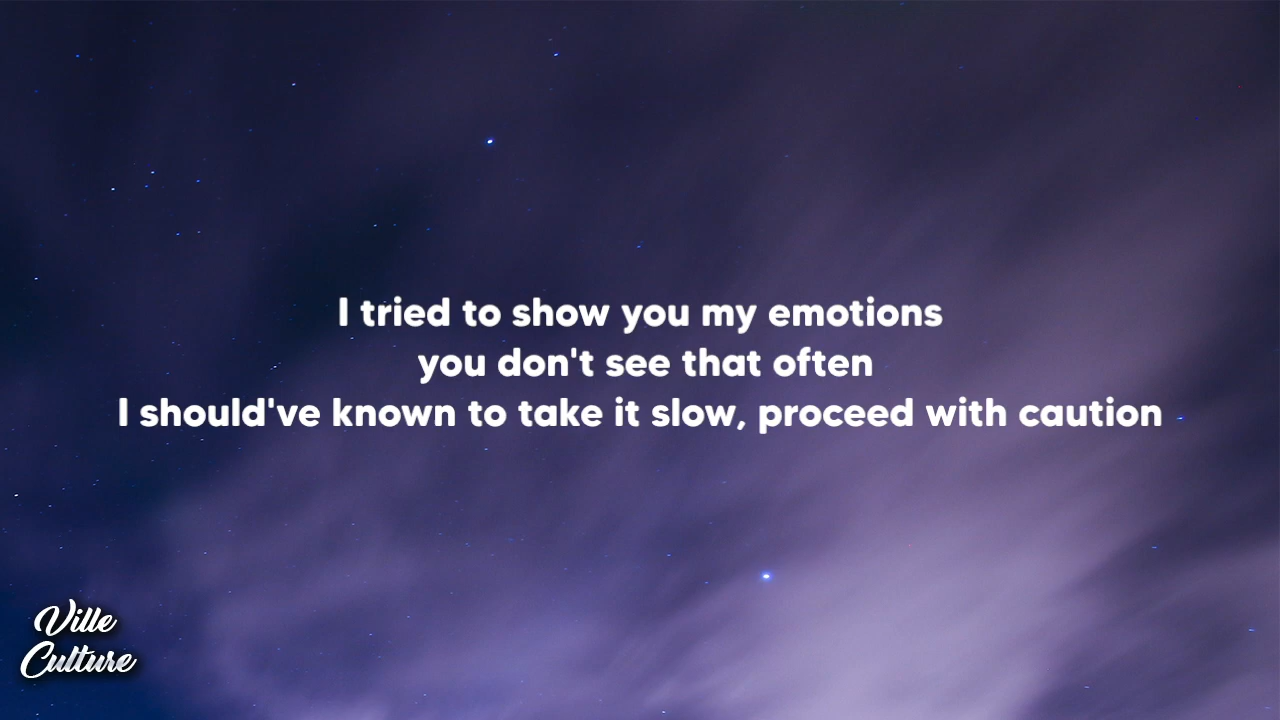 I tried to show you my emotions
you don't see that often
I should've known to take it slow, proceed with caution
Ville
Culture